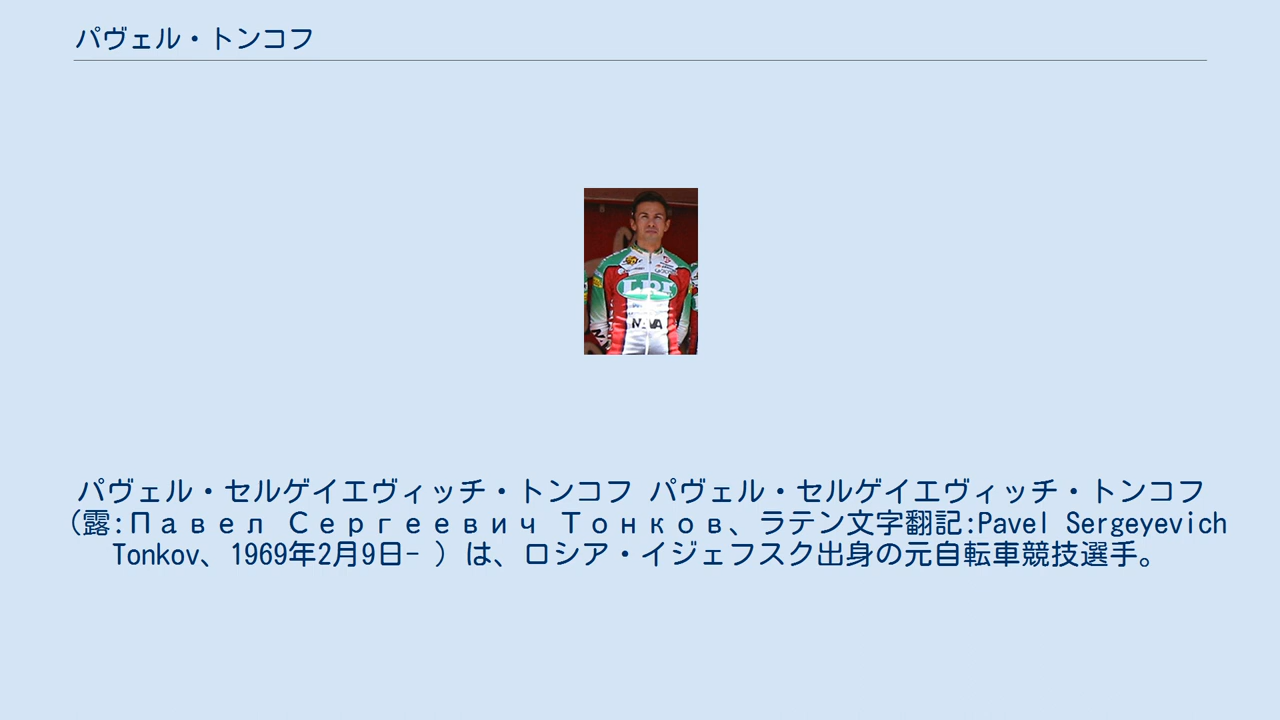 パヴェル・トンコフ
LPR
パヴェル・セルゲイエヴィッチ・トンコフ パヴェル・セルゲイエヴィッチ・トンコフ
(露:Павел Сергеевич Тонков、ラテン文字翻記:Pavel Sergeyevich
Tonkov、1969年2月9日- ）は、ロシア・イジェフスク出身の元自転車競技選手。